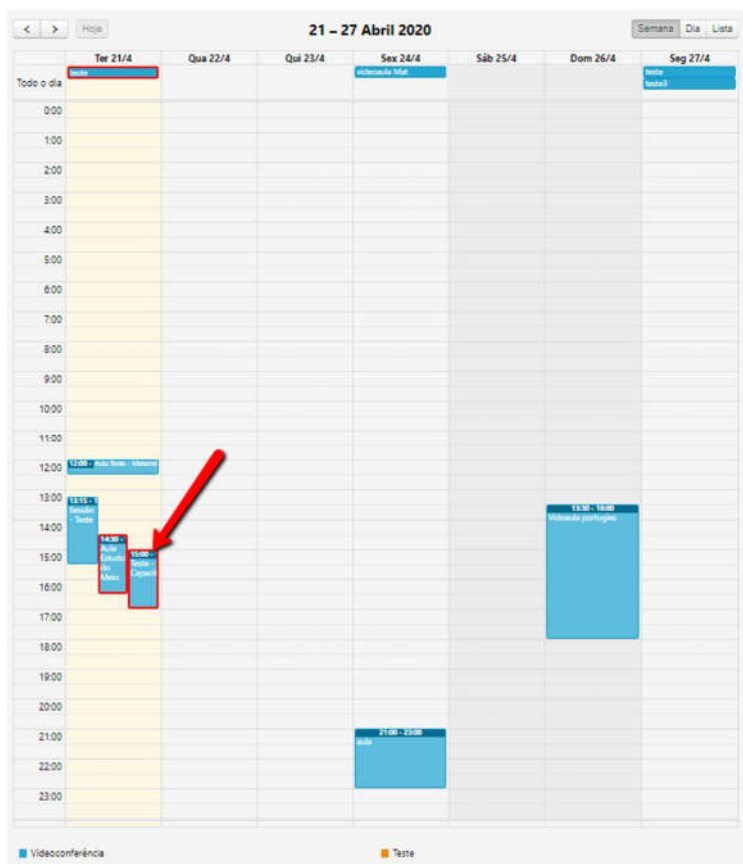 Hoje
21 – 27 Abril 2020
Semana Dia Lista
Ter 21/4 Qua 22/4 Qui 23/4 Sex 24/4 Sáb 25/4 Dom 26/4 Seg 27/4
Todo o dia
teste
videoaula Mat
teste
teste3
0:00
1:00
2:00
3:00
4:00
5:00
6:00
7:00
8:00
9:00
10:00
11:00
12:00
12:00 - Aula Teste -
13:00
13:15 - 1
Sessão
- Teste
13:30 - 18:00
14:00
14:30 -
Aula
Estudo
do
Meio:
15:00
15:00 -
Teste -
Capacit
16:00
17:00
18:00
19:00
20:00
21:00
21:00 - 23:00
aula
22:00
23:00
Videoconferência
Teste